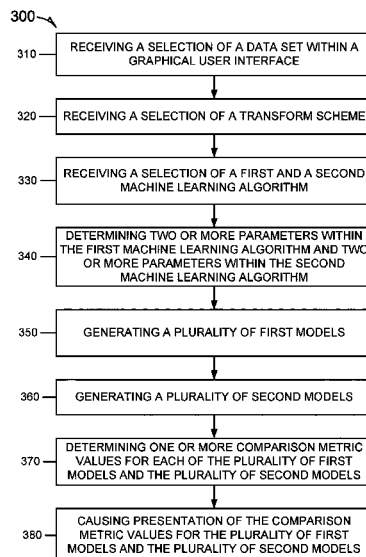 300
310
RECEIVING A SELECTION OF A DATA SET WITHIN A
GRAPHICAL USER INTERFACE
320
RECEIVING A SELECTION OF A TRANSFORM SCHEME
330
RECEIVING A SELECTION OF A FIRST AND A SECOND
MACHINE LEARNING ALGORITHM
340
DETERMINING TWO OR MORE PARAMETERS WITHIN
THE FIRST MACHINE LEARNING ALGORITHM AND TWO
OR MORE PARAMETERS WITHIN THE SECOND
MACHINE LEARNING ALGORITHM
350
GENERATING A PLURALITY OF FIRST MODELS
360
GENERATING A PLURALITY OF SECOND MODELS
370
DETERMINING ONE OR MORE COMPARISON METRIC
VALUES FOR EACH OF THE PLURALITY OF FIRST
MODELS AND THE PLURALITY OF SECOND MODELS
380
CAUSING PRESENTATION OF THE COMPARISON
METRIC VALUES FOR THE PLURALITY OF FIRST
MODELS AND THE PLURALITY OF SECOND MODELS